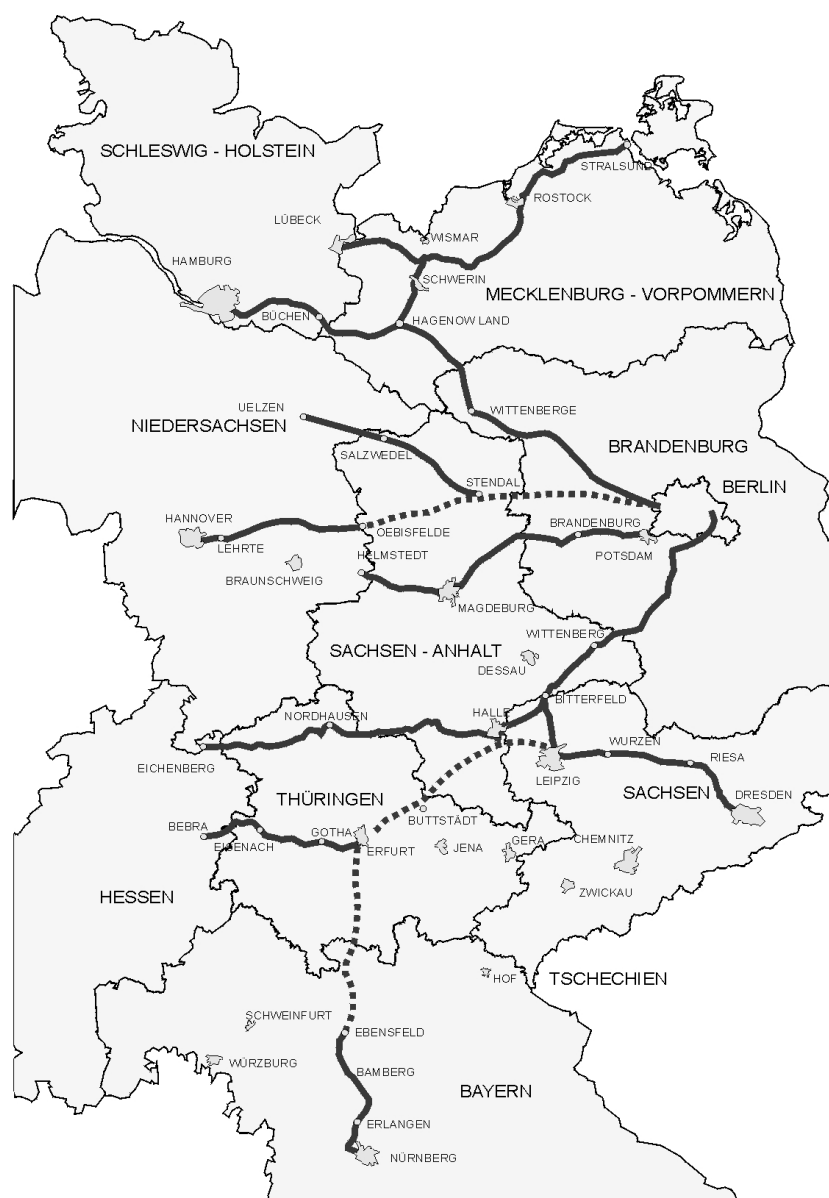 SCHLESWIG - HOLSTEIN
STRALSUND
ROSTOCK
LÜBECK
WISMAR
HAMBURG
SCHWERIN
MECKLENBURG - VORPOMMERN
BÜCHEN
HAGENOW LAND
UELZEN
WITTENBERGE
NIEDERSACHSEN
BRANDENBURG
SALZWEDEL
STENDAL
BERLIN
HANNOVER
OEBISFELDE
BRANDENBURG
LEHRTE
HELMSTEDT
POTSDAM
BRAUNSCHWEIG
MAGDEBURG
WITTENBERG
SACHSEN - ANHALT
DESSAU
BITTERFELD
NORDHAUSEN
HALLE
WURZEN
EICHENBERG
LEIPZIG
RIESA
THÜRINGEN
SACHSEN
DRESDEN
BUTTSTÄDT
BEBRA
GOTHA
EISENACH
ERFURT
JENA
GERA
CHEMNITZ
ZWICKAU
HESSEN
HOF
TSCHECHIEN
SCHWEINFURT
EBENSFELD
WÜRZBURG
BAMBERG
BAYERN
ERLANGEN
NÜRNBERG